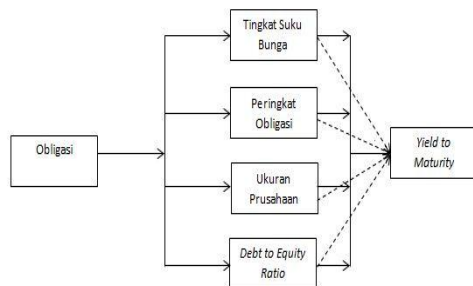 Tingkat Suku
Bunga
Peringkat
Obligasi
Obligasi
Yield to
Maturity
Ukuran
Prusahaan
Debt to Equity
Ratio